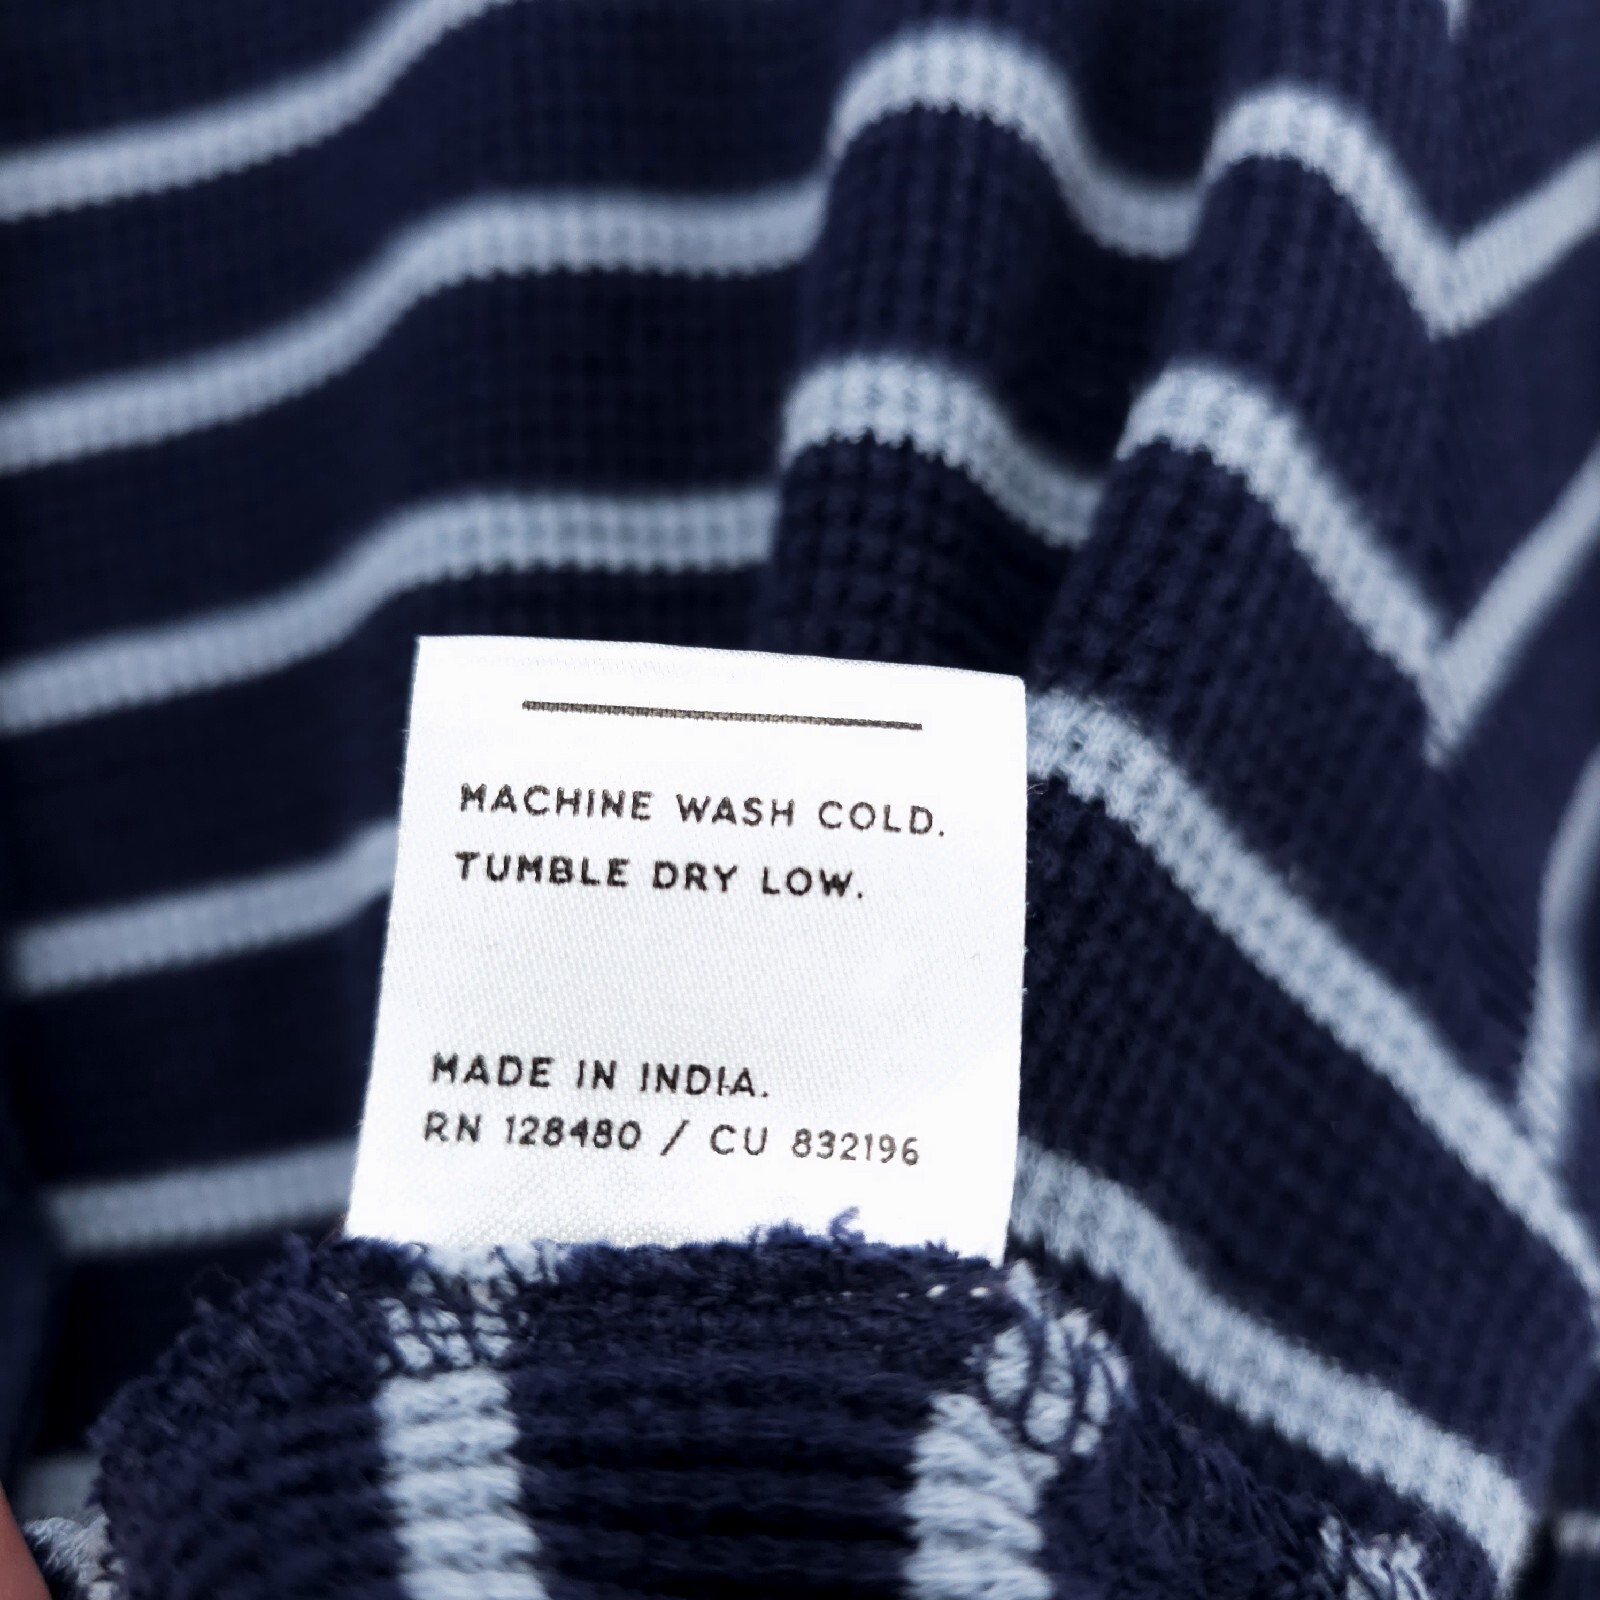 MACHINE WASH COLD.
TUMBLE DRY LOW.
MADE IN INDIA.
RN 128480 / CU 832196